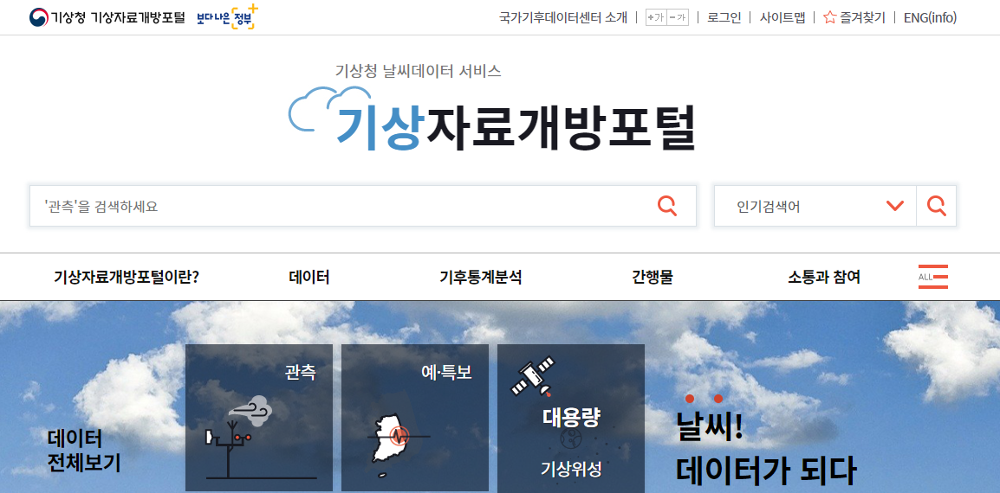 기상청 기상자료개방포털 보다나은 정부 국가기후데이터센터 소개 +가 -가 로그인 사이트맵 즐겨찾기 ENG(info)
기상청 날씨데이터 서비스
기상자료개방포털
'관측'을 검색하세요 인기검색어
기상자료개방포털이란? 데이터 기후통계분석 간행물 소통과 참여 ALL
관측 예·특보
대용량
기상위성
데이터
전체보기
날씨!
데이터가 되다